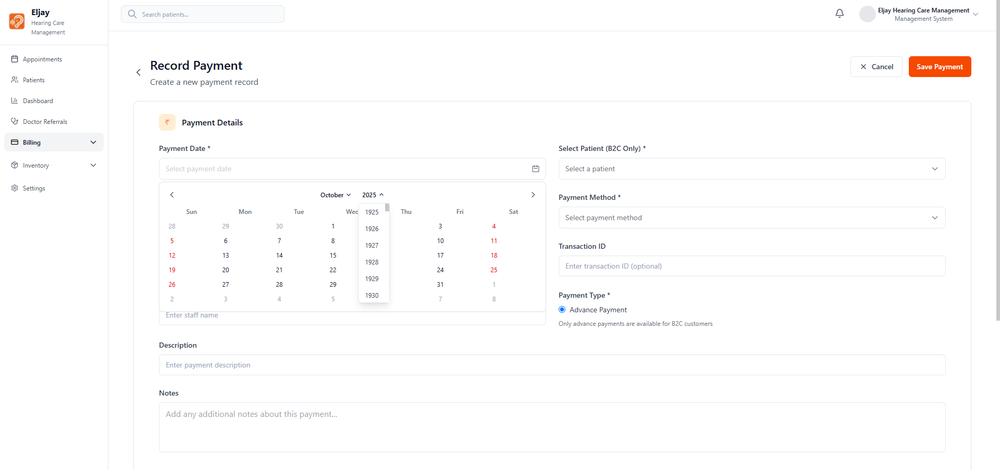 Eljay
Hearing Care
Management
Search patients...
Eljay Hearing Care Management
Management System
Appointments
Patients
Dashboard
Doctor Referrals
Billing
Inventory
Settings
Record Payment
Create a new payment record
Cancel
Save Payment
₹
Payment Details
Payment Date *
Select payment date
October
2025
Sun Mon Tue Wed Thu Fri Sat
28 29 30 1 3 4
5 6 7 8 10 11
12 13 14 15 17 18
19 20 21 22 24 25
26 27 28 29 31 1
2 3 4 5 7 8
1925
1926
1927
1928
1929
1930
Enter staff name
Select Patient (B2C Only) *
Select a patient
Payment Method *
Select payment method
Transaction ID
Enter transaction ID (optional)
Payment Type *
Advance Payment
Only advance payments are available for B2C customers
Description
Enter payment description
Notes
Add any additional notes about this payment...